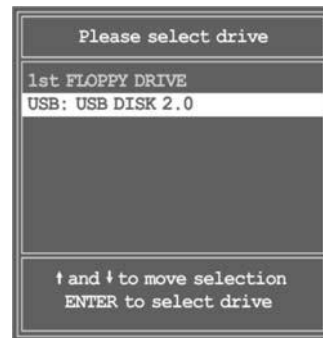 Please select drive
1st FLOPPY DRIVE
USB: USB DISK 2.0
↑ and ↓ to move selection
ENTER to select drive